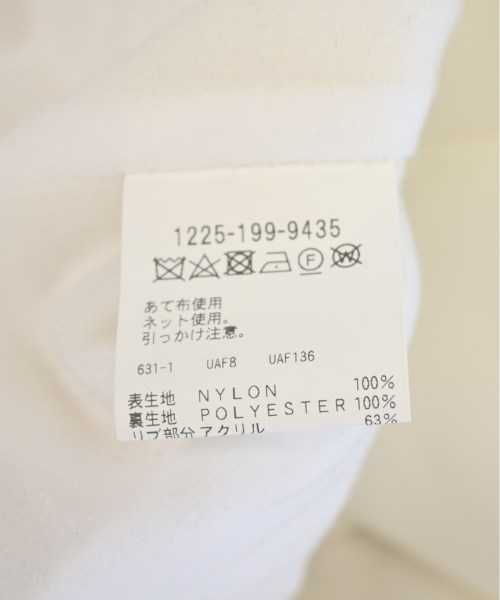 1225-199-9435
F W
あて布使用
ネット使用。
引っかけ注意。
631-1 UAF8 UAF136
表生地 NYLON 100%
裏生地 POLYESTER 100%
リブ部分 アクリル 63%